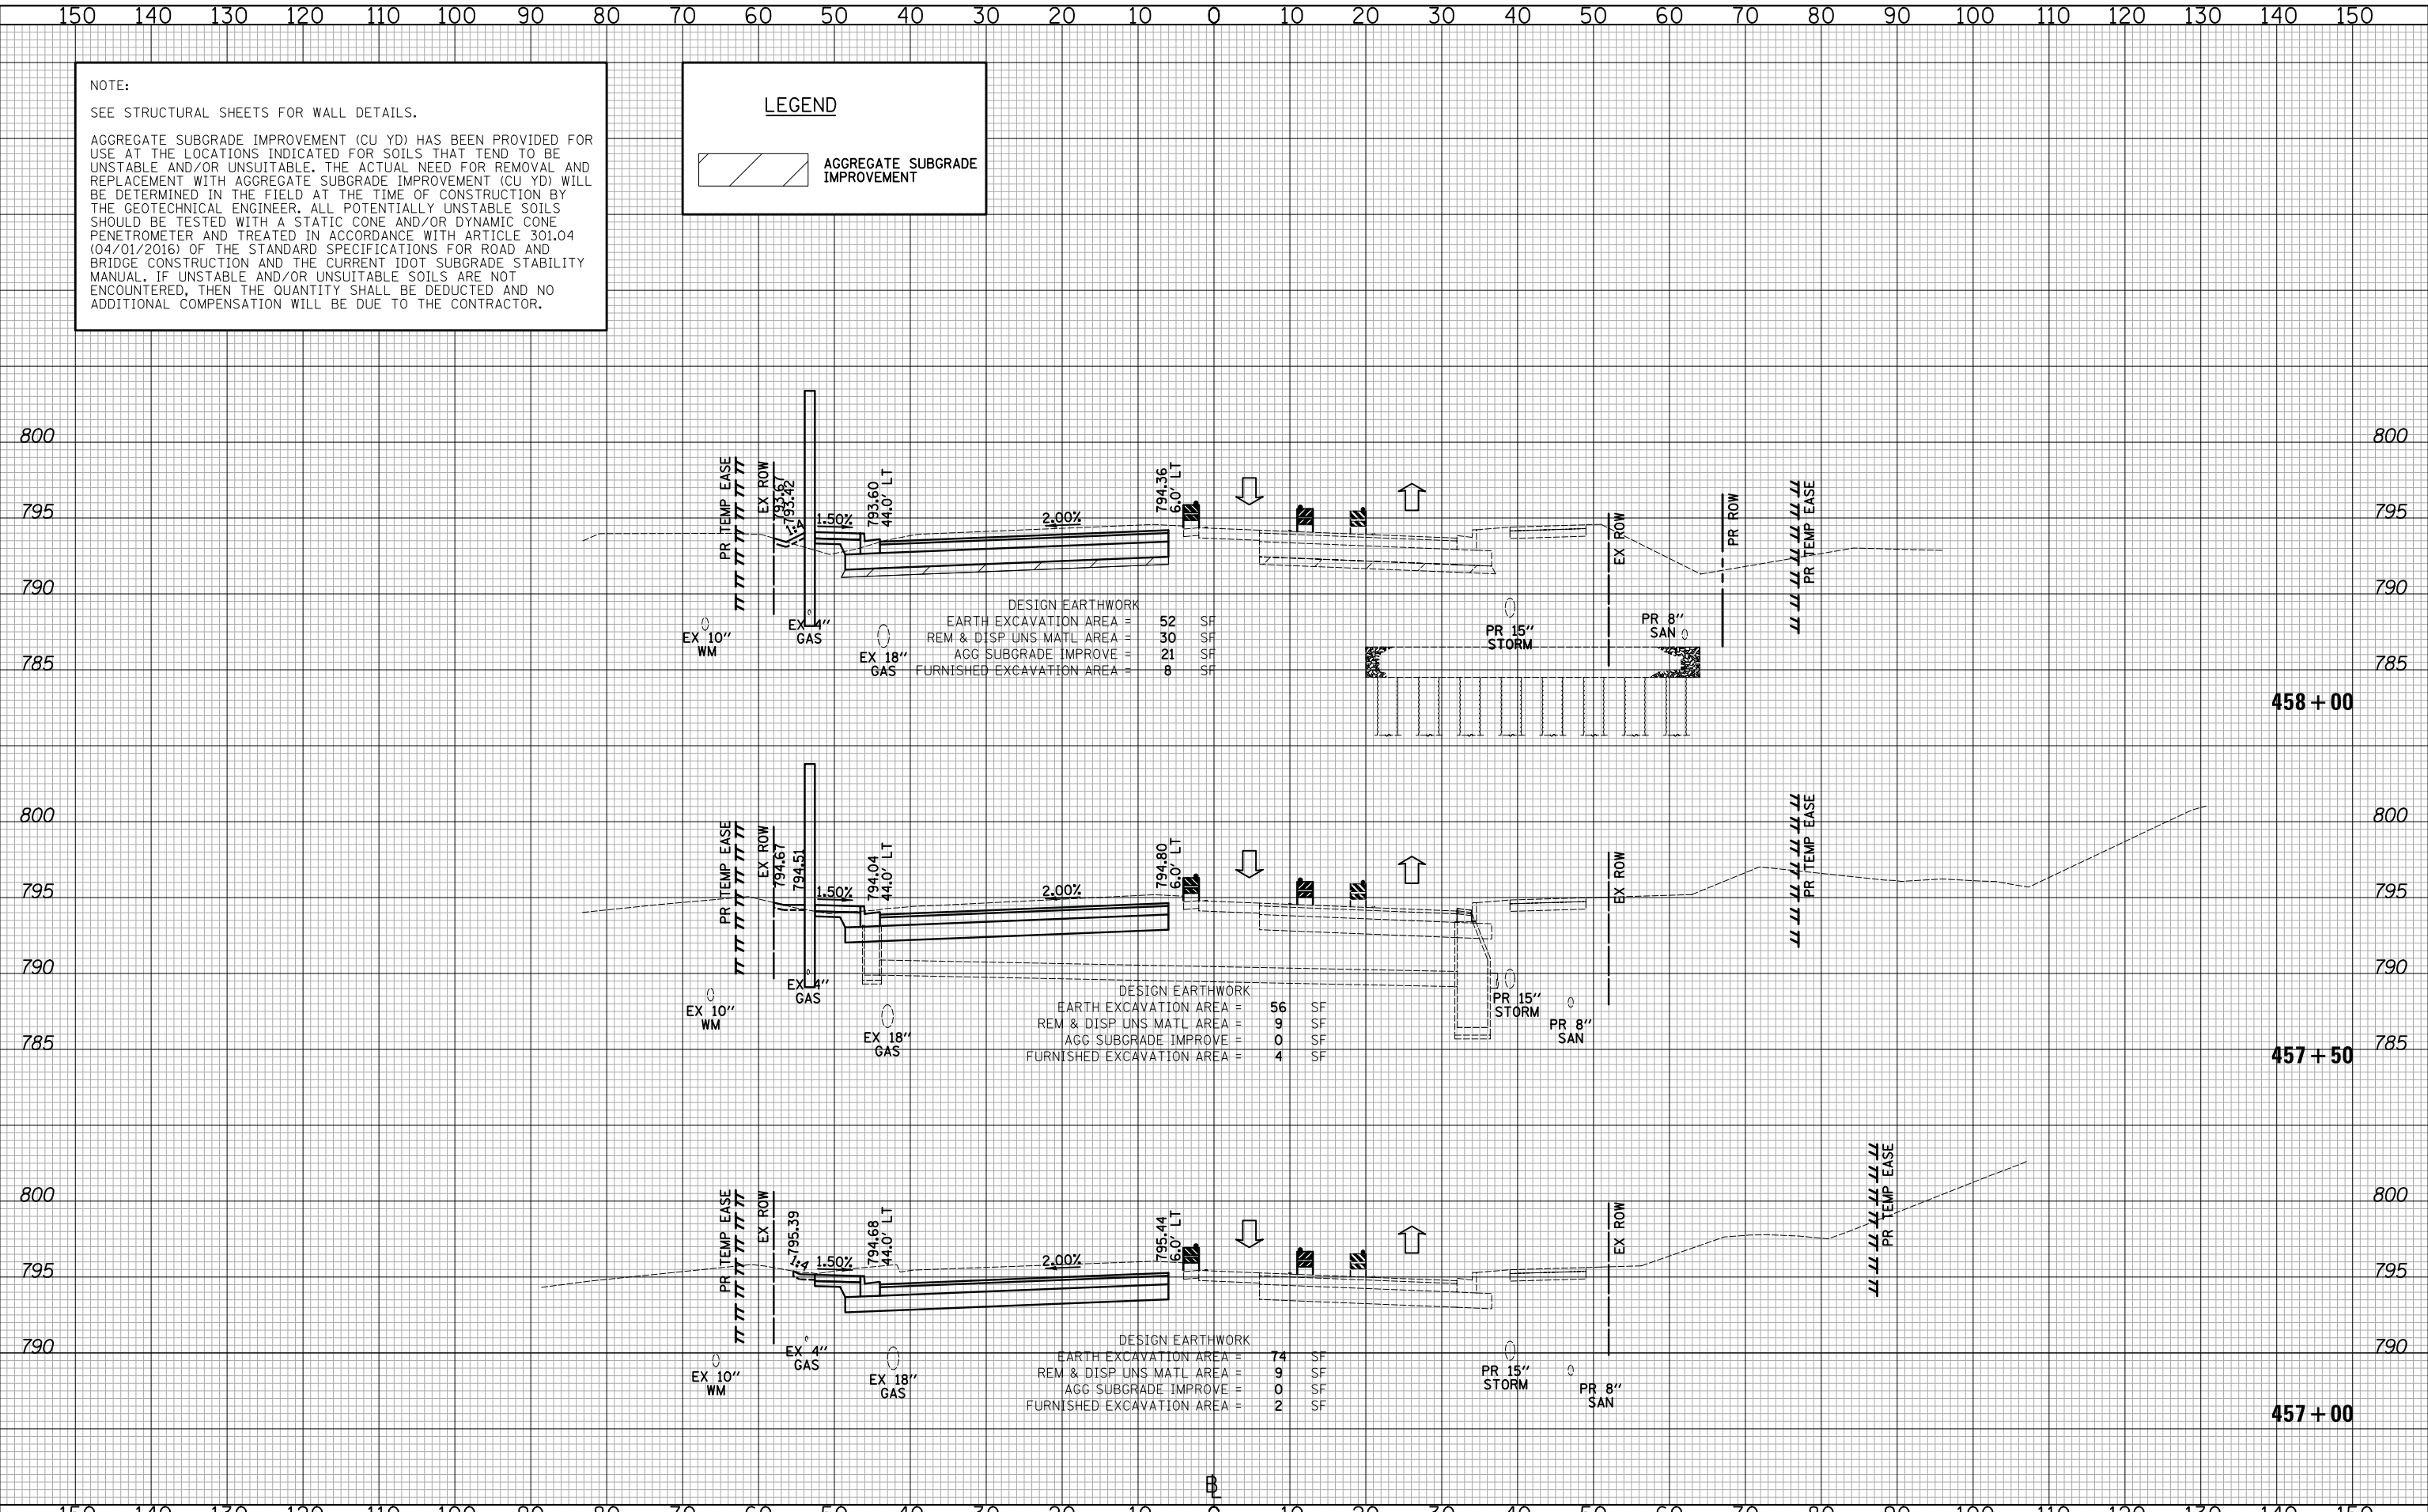 150 140 130 120 110 100 90 80 70 60 50 40 30 20 10 0 10 20 30 40 50 60 70 80 90 100 110 120 130 140 150
NOTE:
SEE STRUCTURAL SHEETS FOR WALL DETAILS.
AGGREGATE SUBGRADE IMPROVEMENT (CU YD) HAS BEEN PROVIDED FOR
USE AT THE LOCATIONS INDICATED FOR SOILS THAT TEND TO BE
UNSTABLE AND/OR UNSUITABLE. THE ACTUAL NEED FOR REMOVAL AND
REPLACEMENT WITH AGGREGATE SUBGRADE IMPROVEMENT (CU YD) WILL
BE DETERMINED IN THE FIELD AT THE TIME OF CONSTRUCTION BY
THE GEOTECHNICAL ENGINEER. ALL POTENTIALLY UNSTABLE SOILS
SHOULD BE TESTED WITH A STATIC CONE AND/OR DYNAMIC CONE
PENETROMETER AND TREATED IN ACCORDANCE WITH ARTICLE 301.04
(04/01/2016) OF THE STANDARD SPECIFICATIONS FOR ROAD AND
BRIDGE CONSTRUCTION AND THE CURRENT IDOT SUBGRADE STABILITY
MANUAL. IF UNSTABLE AND/OR UNSUITABLE SOILS ARE NOT
ENCOUNTERED, THEN THE QUANTITY SHALL BE DEDUCTED AND NO
ADDITIONAL COMPENSATION WILL BE DUE TO THE CONTRACTOR.
LEGEND
AGGREGATE SUBGRADE
IMPROVEMENT
800 800
795 795
790 790
785 785
PR TEMP EASE
EX ROW
793.67
793.42
1:4
1.50%
793.60
44.0' LT
2.00%
794.36
6.0' LT
EX ROW
PR ROW
PR TEMP EASE
EX 10"
WM
EX 4"
GAS
EX 18"
GAS
DESIGN EARTHWORK
EARTH EXCAVATION AREA = 52 SF
REM & DISP UNS MATL AREA = 30 SF
AGG SUBGRADE IMPROVE = 21 SF
FURNISHED EXCAVATION AREA = 8 SF
PR 15"
STORM
PR 8"
SAN
458+00
800 800
795 795
790 790
785 785
PR TEMP EASE
EX ROW
794.67
794.51
1.50%
794.04
44.0' LT
2.00%
794.80
6.0' LT
EX ROW
PR TEMP EASE
EX 10"
WM
EX 4"
GAS
EX 18"
GAS
DESIGN EARTHWORK
EARTH EXCAVATION AREA = 56 SF
REM & DISP UNS MATL AREA = 9 SF
AGG SUBGRADE IMPROVE = 0 SF
FURNISHED EXCAVATION AREA = 4 SF
PR 15"
STORM
PR 8"
SAN
457+50
800 800
795 795
790 790
PR TEMP EASE
EX ROW
795.39
1:4
1.50%
794.68
44.0' LT
2.00%
795.44
6.0' LT
EX ROW
PR TEMP EASE
EX 10"
WM
EX 4"
GAS
EX 18"
GAS
DESIGN EARTHWORK
EARTH EXCAVATION AREA = 74 SF
REM & DISP UNS MATL AREA = 9 SF
AGG SUBGRADE IMPROVE = 0 SF
FURNISHED EXCAVATION AREA = 2 SF
PR 15"
STORM
PR 8"
SAN
457+00
BL
150 140 130 120 110 100 90 80 70 60 50 40 30 20 10 0 10 20 30 40 50 60 70 80 90 100 110 120 130 140 150